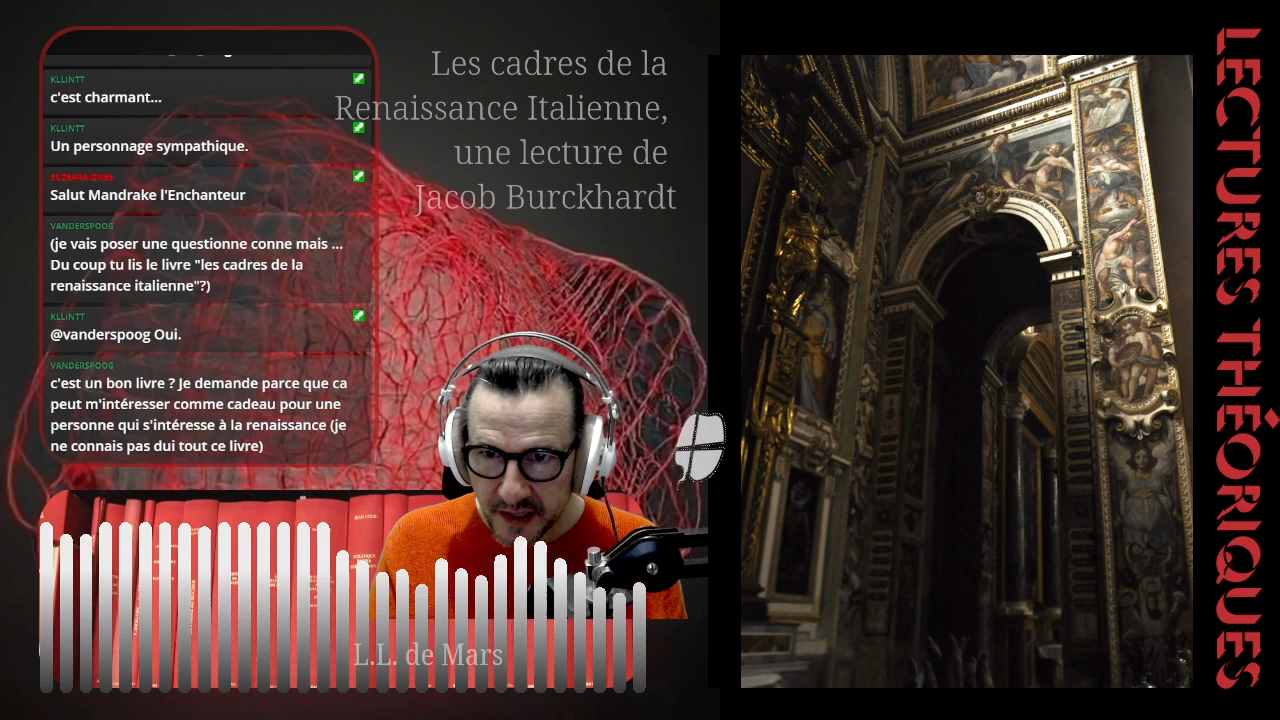 KLLINTT
c'est charmant...
KLLINTT
Un personnage sympathique.
SUZEARAIGNEE
Salut Mandrake l'Enchanteur
VANDERSPOOG
(je vais poser une questionne conne mais ...
Du coup tu lis le livre "les cadres de la
renaissance italienne"?)
KLLINTT
@vanderspoog Oui.
VANDERSPOOG
c'est un bon livre ? Je demande parce que ca
peut m'intéresser comme cadeau pour une
personne qui s'intéresse à la renaissance (je
ne connais pas dui tout ce livre)
Les cadres de la
Renaissance Italienne,
une lecture de
Jacob Burckhardt
L.L. de Mars
LECTURES THÉORIQUES